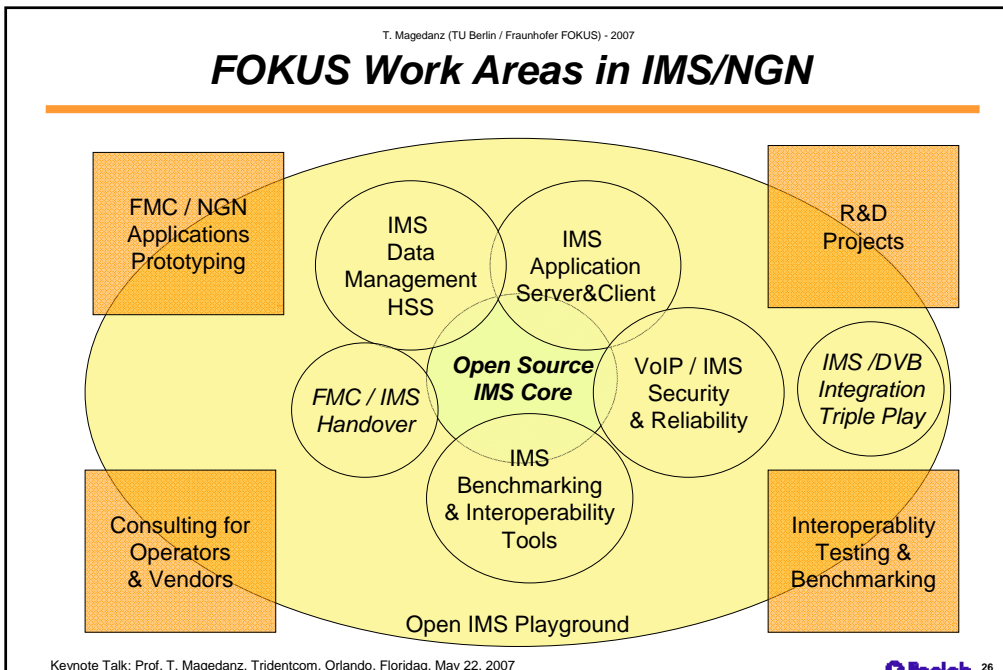 T. Magedanz (TU Berlin / Fraunhofer FOKUS) - 2007
FOKUS Work Areas in IMS/NGN
FMC / NGN
Applications
Prototyping
IMS
Data
Management
HSS
IMS
Application
Server&Client
R&D
Projects
Open Source
IMS Core
FMC / IMS
Handover
VoIP / IMS
Security
& Reliability
IMS /DVB
Integration
Triple Play
IMS
Benchmarking
& Interoperability
Tools
Consulting for
Operators
& Vendors
Interoperablity
Testing &
Benchmarking
Open IMS Playground
Keynote Talk: Prof. T. Magedanz, Tridentcom, Orlando, Floridag, May 22, 2007
26